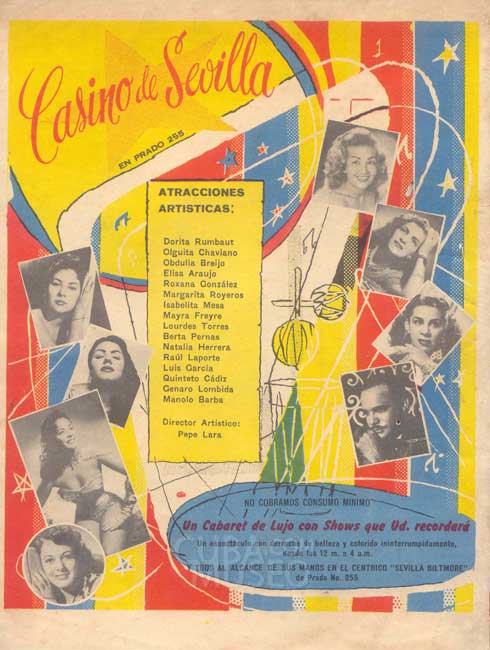 Casino de Sevilla
EN PRADO 255
ATRACCIONES
ARTISTICAS:
Dorita Rumbaut
Olguita Chaviano
Obdulia Breijo
Elisa Araujo
Roxana González
Margarita Royeros
Isabelita Mesa
Mayra Freyre
Lourdes Torres
Berta Pernas
Natalia Herrera
Raúl Laporte
Luis García
Quinteto Cádiz
Genaro Lombida
Manolo Barba
Director Artístico:
Pepe Lara
NO COBRAMOS CONSUMO MINIMO
Un Cabaret de Lujo con Shows que Ud. recordará
Un espectáculo con derroche de belleza y colorido ininterrumpidamente,
desde las 12 m. a 4 a.m.
Y TODO AL ALCANCE DE SUS MANOS EN EL CENTRICO "SEVILLA BILTMORE"
de Prado No. 255